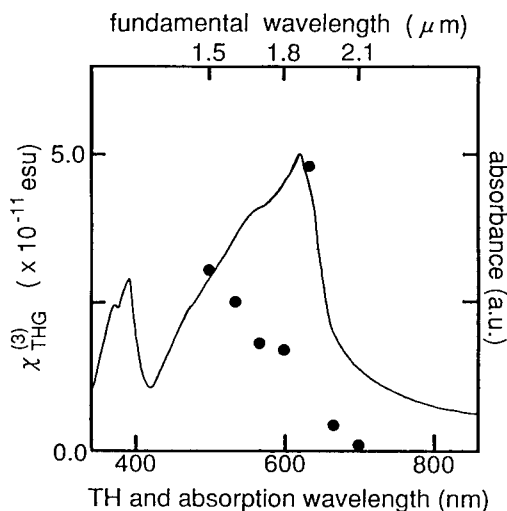 fundamental wavelength ( μm)
1.5 1.8 2.1
5.0
0.0
χ(3)THG ( x 10-11 esu)
absorbance (a.u.)
400 600 800
TH and absorption wavelength (nm)